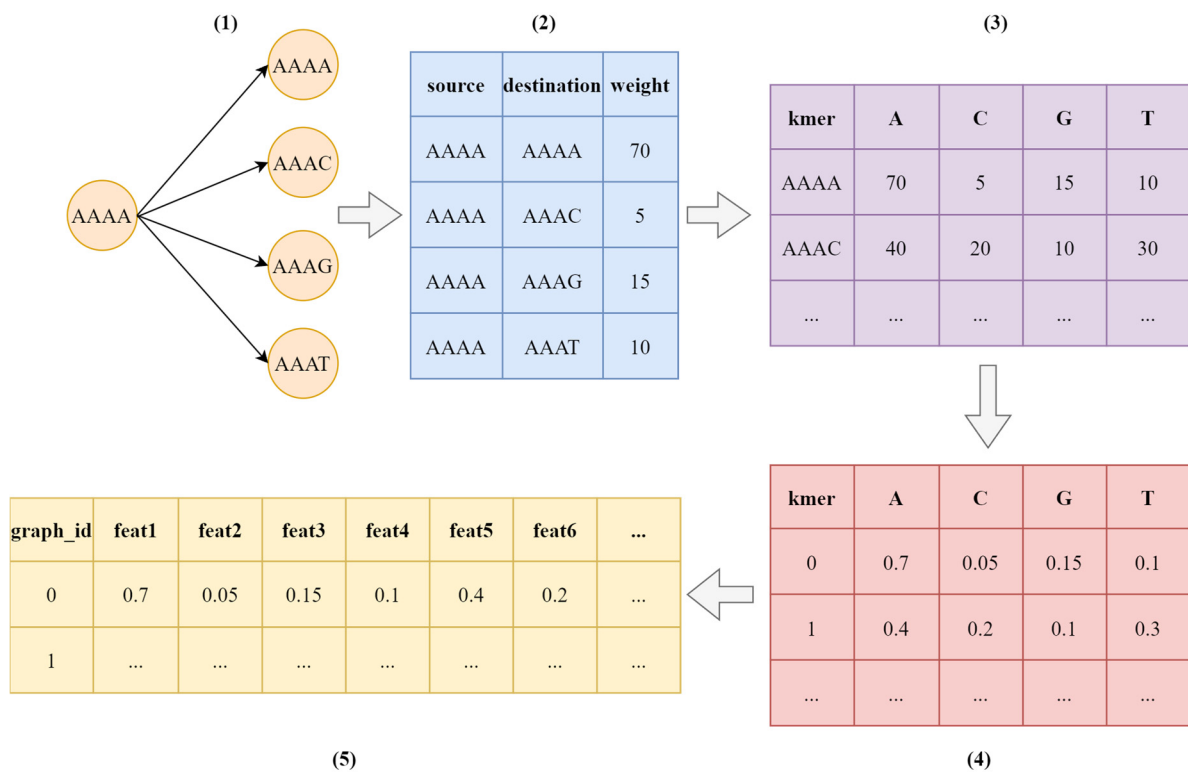 (1)
AAAA
AAAA
AAAC
AAAG
AAAT
(2)
source destination weight
AAAA AAAA 70
AAAA AAAC 5
AAAA AAAG 15
AAAA AAAT 10
(3)
kmer A C G T
AAAA 70 5 15 10
AAAC 40 20 10 30
... ... ... ... ...
kmer A C G T
0 0.7 0.05 0.15 0.1
1 0.4 0.2 0.1 0.3
... ... ... ... ...
(4)
graph_id feat1 feat2 feat3 feat4 feat5 feat6 ...
0 0.7 0.05 0.15 0.1 0.4 0.2 ...
1 ... ... ... ... ... ... ...
(5)